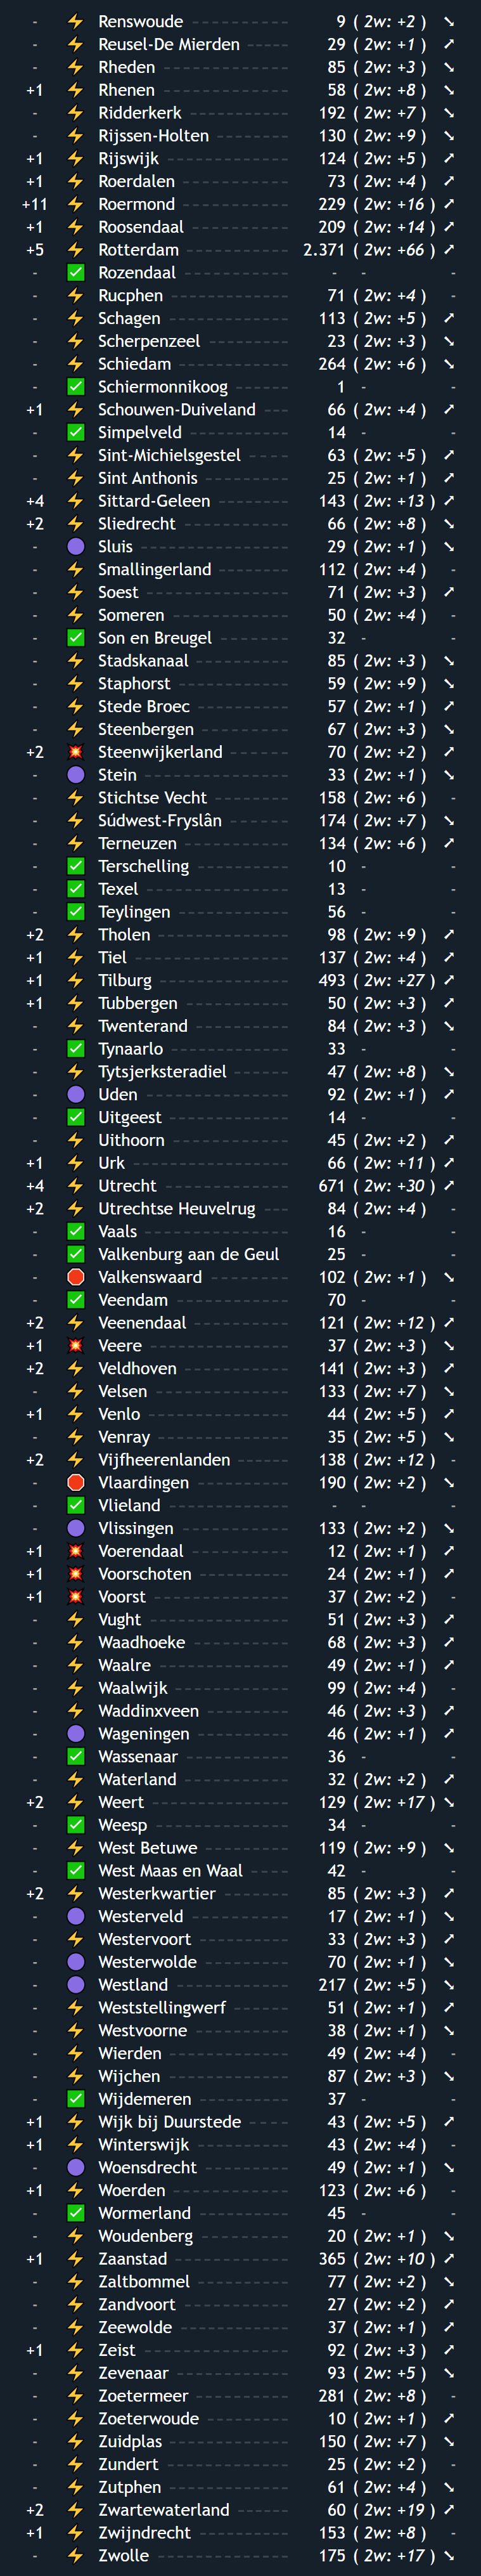 - ⚡ Renswoude 9 ( 2w: +2 ) ➘
- ⚡ Reusel-De Mierden 29 ( 2w: +1 ) ➚
- ⚡ Rheden 85 ( 2w: +3 ) ➘
+1 ⚡ Rhenen 58 ( 2w: +8 ) ➘
- ⚡ Ridderkerk 192 ( 2w: +7 ) ➘
- ⚡ Rijssen-Holten 130 ( 2w: +9 ) ➘
+1 ⚡ Rijswijk 124 ( 2w: +5 ) ➚
+1 ⚡ Roerdalen 73 ( 2w: +4 ) ➚
+11 ⚡ Roermond 229 ( 2w: +16 ) ➚
+1 ⚡ Roosendaal 209 ( 2w: +14 ) ➚
+5 ⚡ Rotterdam 2.371 ( 2w: +66 ) ➚
- ✅ Rozendaal - - -
- ⚡ Rucphen 71 ( 2w: +4 ) -
- ⚡ Schagen 113 ( 2w: +5 ) ➚
- ⚡ Scherpenzeel 23 ( 2w: +3 ) ➘
- ⚡ Schiedam 264 ( 2w: +6 ) ➘
- ✅ Schiermonnikoog 1 - -
+1 ⚡ Schouwen-Duiveland 66 ( 2w: +4 ) ➚
- ✅ Simpelveld 14 - -
- ⚡ Sint-Michielsgestel 63 ( 2w: +5 ) ➚
- ⚡ Sint Anthonis 25 ( 2w: +1 ) ➚
+4 ⚡ Sittard-Geleen 143 ( 2w: +13 ) ➚
+2 ⚡ Sliedrecht 66 ( 2w: +8 ) ➘
- 🟣 Sluis 29 ( 2w: +1 ) ➘
- ⚡ Smallingerland 112 ( 2w: +4 ) -
- ⚡ Soest 71 ( 2w: +3 ) ➚
- ⚡ Someren 50 ( 2w: +4 ) -
- ✅ Son en Breugel 32 - -
- ⚡ Stadskanaal 85 ( 2w: +3 ) ➘
- ⚡ Staphorst 59 ( 2w: +9 ) ➘
- ⚡ Stede Broec 57 ( 2w: +1 ) ➚
- ⚡ Steenbergen 67 ( 2w: +3 ) ➘
+2 💥 Steenwijkerland 70 ( 2w: +2 ) ➚
- 🟣 Stein 33 ( 2w: +1 ) ➘
- ⚡ Stichtse Vecht 158 ( 2w: +6 ) -
- ⚡ Súdwest-Fryslân 174 ( 2w: +7 ) ➘
- ⚡ Terneuzen 134 ( 2w: +6 ) ➚
- ✅ Terschelling 10 - -
- ✅ Texel 13 - -
- ✅ Teylingen 56 - -
+2 ⚡ Tholen 98 ( 2w: +9 ) ➚
+1 ⚡ Tiel 137 ( 2w: +4 ) ➚
+1 ⚡ Tilburg 493 ( 2w: +27 ) ➚
+1 ⚡ Tubbergen 50 ( 2w: +3 ) ➚
- ⚡ Twenterand 84 ( 2w: +3 ) ➘
- ✅ Tynaarlo 33 - -
- ⚡ Tytsjerksteradiel 47 ( 2w: +8 ) ➘
- 🟣 Uden 92 ( 2w: +1 ) ➚
- ✅ Uitgeest 14 - -
- ⚡ Uithoorn 45 ( 2w: +2 ) ➚
+1 ⚡ Urk 66 ( 2w: +11 ) ➚
+4 ⚡ Utrecht 671 ( 2w: +30 ) ➚
+2 ⚡ Utrechtse Heuvelrug 84 ( 2w: +4 ) -
- ✅ Vaals 16 - -
- ✅ Valkenburg aan de Geul 25 - -
- 🛑 Valkenswaard 102 ( 2w: +1 ) ➘
- ✅ Veendam 70 - -
+2 ⚡ Veenendaal 121 ( 2w: +12 ) ➚
+1 💥 Veere 37 ( 2w: +3 ) ➘
+2 ⚡ Veldhoven 141 ( 2w: +3 ) ➚
- ⚡ Velsen 133 ( 2w: +7 ) ➘
+1 ⚡ Venlo 44 ( 2w: +5 ) ➚
- ⚡ Venray 35 ( 2w: +5 ) ➘
+2 ⚡ Vijfheerenlanden 138 ( 2w: +12 ) -
- 🛑 Vlaardingen 190 ( 2w: +2 ) ➘
- ✅ Vlieland - - -
- 🟣 Vlissingen 133 ( 2w: +2 ) ➘
+1 💥 Voerendaal 12 ( 2w: +1 ) ➚
+1 💥 Voorschoten 24 ( 2w: +1 ) ➚
+1 💥 Voorst 37 ( 2w: +2 ) -
- ⚡ Vught 51 ( 2w: +3 ) ➚
- ⚡ Waadhoeke 68 ( 2w: +3 ) ➚
- ⚡ Waalre 49 ( 2w: +1 ) ➚
- ⚡ Waalwijk 99 ( 2w: +4 ) -
- ⚡ Waddinxveen 46 ( 2w: +3 ) ➚
- 🟣 Wageningen 46 ( 2w: +1 ) ➚
- ✅ Wassenaar 36 - -
- ⚡ Waterland 32 ( 2w: +2 ) ➚
+2 ⚡ Weert 129 ( 2w: +17 ) ➘
- ✅ Weesp 34 - -
- ⚡ West Betuwe 119 ( 2w: +9 ) ➘
- ✅ West Maas en Waal 42 - -
+2 ⚡ Westerkwartier 85 ( 2w: +3 ) ➚
- 🟣 Westerveld 17 ( 2w: +1 ) ➘
- ⚡ Westervoort 33 ( 2w: +3 ) ➚
- 🟣 Westerwolde 70 ( 2w: +1 ) ➘
- 🟣 Westland 217 ( 2w: +5 ) ➘
- ⚡ Weststellingwerf 51 ( 2w: +1 ) ➚
- ⚡ Westvoorne 38 ( 2w: +1 ) ➘
- ⚡ Wierden 49 ( 2w: +4 ) -
- ⚡ Wijchen 87 ( 2w: +3 ) ➘
- ✅ Wijdemeren 37 - -
+1 ⚡ Wijk bij Duurstede 43 ( 2w: +5 ) ➚
+1 ⚡ Winterswijk 43 ( 2w: +4 ) -
- 🟣 Woensdrecht 49 ( 2w: +1 ) ➘
+1 ⚡ Woerden 123 ( 2w: +6 ) -
- ✅ Wormerland 45 - -
- ⚡ Woudenberg 20 ( 2w: +1 ) ➘
+1 ⚡ Zaanstad 365 ( 2w: +10 ) ➚
- ⚡ Zaltbommel 77 ( 2w: +2 ) ➘
- ⚡ Zandvoort 27 ( 2w: +2 ) ➚
- ⚡ Zeewolde 37 ( 2w: +1 ) ➚
+1 ⚡ Zeist 92 ( 2w: +3 ) ➚
- ⚡ Zevenaar 93 ( 2w: +5 ) ➘
- ⚡ Zoetermeer 281 ( 2w: +8 ) -
- ⚡ Zoeterwoude 10 ( 2w: +1 ) ➚
- ⚡ Zuidplas 150 ( 2w: +7 ) ➘
- ⚡ Zundert 25 ( 2w: +2 ) -
- ⚡ Zutphen 61 ( 2w: +4 ) ➘
+2 ⚡ Zwartewaterland 60 ( 2w: +19 ) ➚
+1 ⚡ Zwijndrecht 153 ( 2w: +8 ) -
- ⚡ Zwolle 175 ( 2w: +17 ) ➘